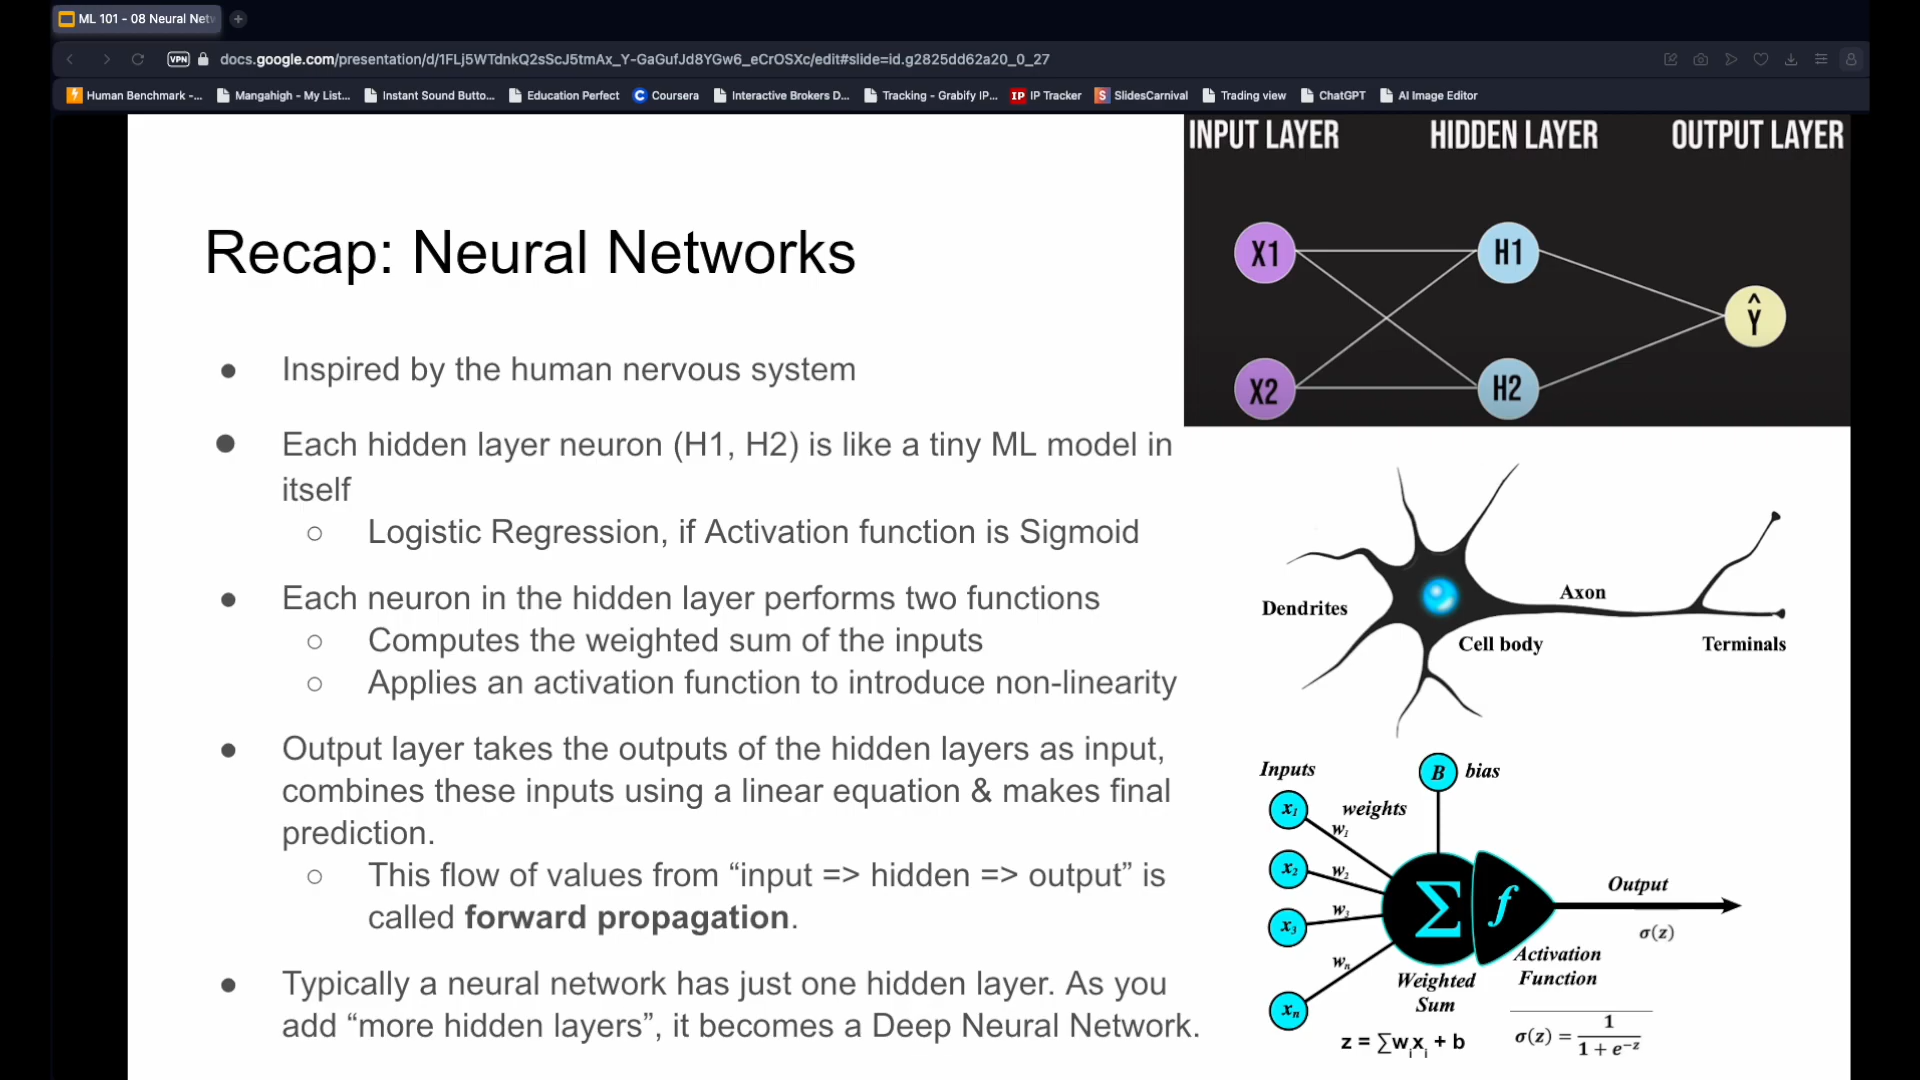 ML 101 - 08 Neural Netw
VPN
docs.google.com/presentation/d/1FLj5WTdnkQ2sScJ5tmAx_Y-GaGufJd8YGw6_eCrOSXc/edit#slide=id.g2825dd62a20_0_27
Human Benchmark -... Mangahigh - My List... Instant Sound Butto... Education Perfect Coursera Interactive Brokers D... Tracking - Grabify IP... IP IP Tracker S SlidesCarnival Trading view ChatGPT AI Image Editor
INPUT LAYER HIDDEN LAYER OUTPUT LAYER
X1 H1
Ŷ
X2 H2
Recap: Neural Networks
● Inspired by the human nervous system
● Each hidden layer neuron (H1, H2) is like a tiny ML model in
itself
○ Logistic Regression, if Activation function is Sigmoid
● Each neuron in the hidden layer performs two functions
○ Computes the weighted sum of the inputs
○ Applies an activation function to introduce non-linearity
● Output layer takes the outputs of the hidden layers as input,
combines these inputs using a linear equation & makes final
prediction.
○ This flow of values from “input => hidden => output” is
called forward propagation.
● Typically a neural network has just one hidden layer. As you
add “more hidden layers”, it becomes a Deep Neural Network.
Dendrites
Axon
Cell body
Terminals
Inputs
B bias
x₁ weights
w₁
x₂ w₂
x₃ w₃
xₙ wₙ
Σ f
Output
σ(z)
Activation
Function
Weighted
Sum
z = ∑wᵢxᵢ + b
σ(z) = 1 / 1 + e⁻ᶻ